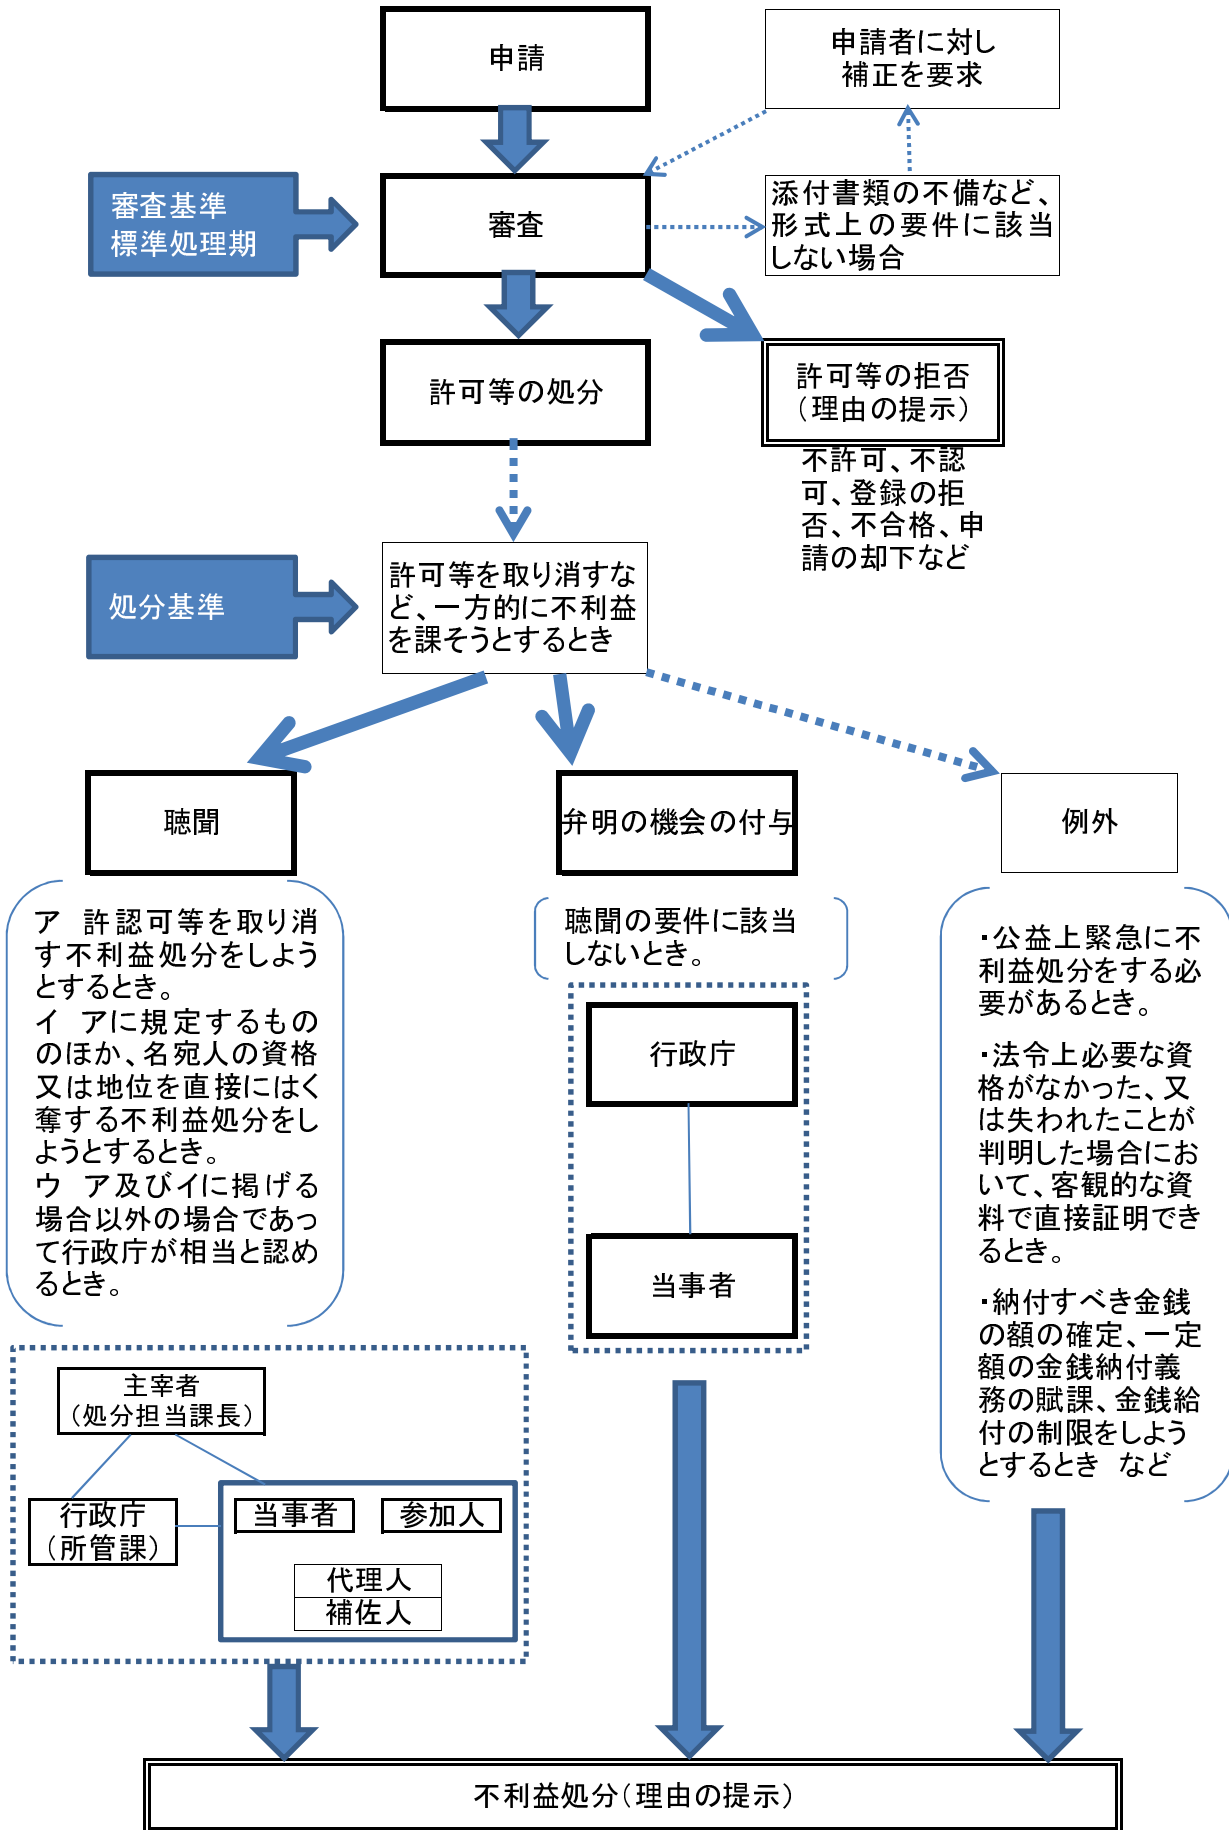 申請
申請者に対し
補正を要求
審査基準
標準処理期
審査
添付書類の不備など、
形式上の要件に該当
しない場合
許可等の処分
許可等の拒否
（理由の提示）
不許可、不認
可、登録の拒
否、不合格、申
請の却下など
処分基準
許可等を取り消すな
ど、一方的に不利益
を課そうとするとき
聴聞
弁明の機会の付与
例外
ア　許認可等を取り消
す不利益処分をしよう
とするとき。
イ　アに規定するもの
のほか、名宛人の資格
又は地位を直接にはく
奪する不利益処分をし
ようとするとき。
ウ　ア及びイに掲げる
場合以外の場合であっ
て行政庁が相当と認め
るとき。
聴聞の要件に該当
しないとき。
行政庁
当事者
・公益上緊急に不
利益処分をする必
要があるとき。
・法令上必要な資
格がなかった、又
は失われたことが
判明した場合にお
いて、客観的な資
料で直接証明でき
るとき。
・納付すべき金銭
の額の確定、一定
額の金銭納付義
務の賦課、金銭給
付の制限をしよう
とするとき　など
主宰者
（処分担当課長）
行政庁
（所管課）
当事者
参加人
代理人
補佐人
不利益処分（理由の提示）